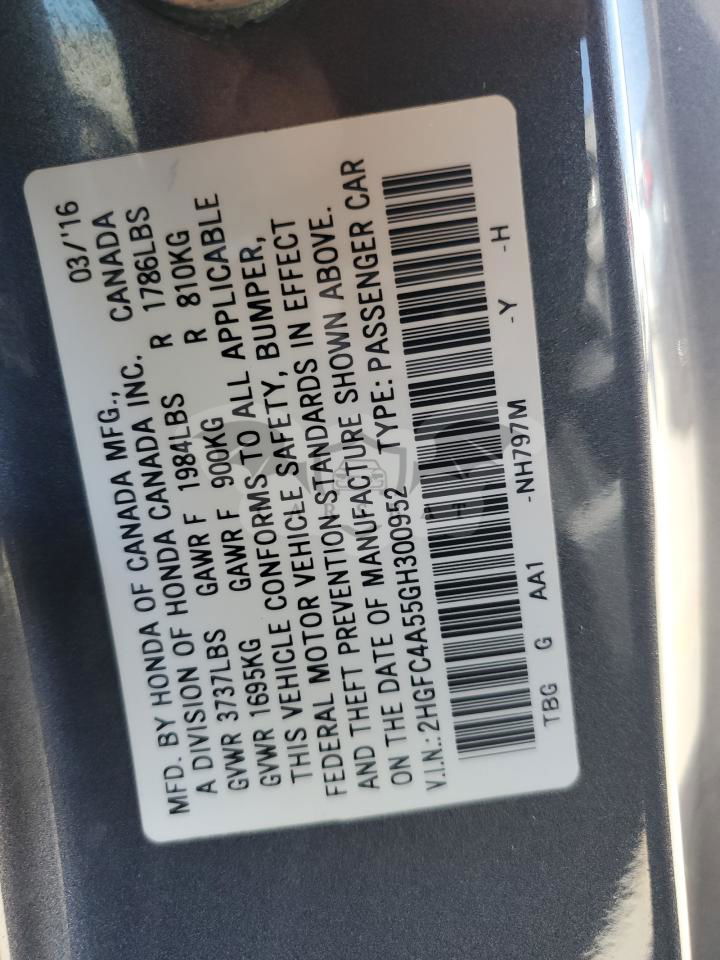 MFD. BY HONDA OF CANADA MFG., 03/'16
A DIVISION OF HONDA CANADA INC. CANADA
GVWR 3737LBS GAWR F 1984LBS R 1786LBS
GVWR 1695KG GAWR F 900KG R 810KG
THIS VEHICLE CONFORMS TO ALL APPLICABLE
FEDERAL MOTOR VEHICLE SAFETY, BUMPER,
AND THEFT PREVENTION STANDARDS IN EFFECT
ON THE DATE OF MANUFACTURE SHOWN ABOVE.
V.I.N.: 2HGFC4A55GH300952 TYPE: PASSENGER CAR
TBG G AA1 -NH797M -Y -H